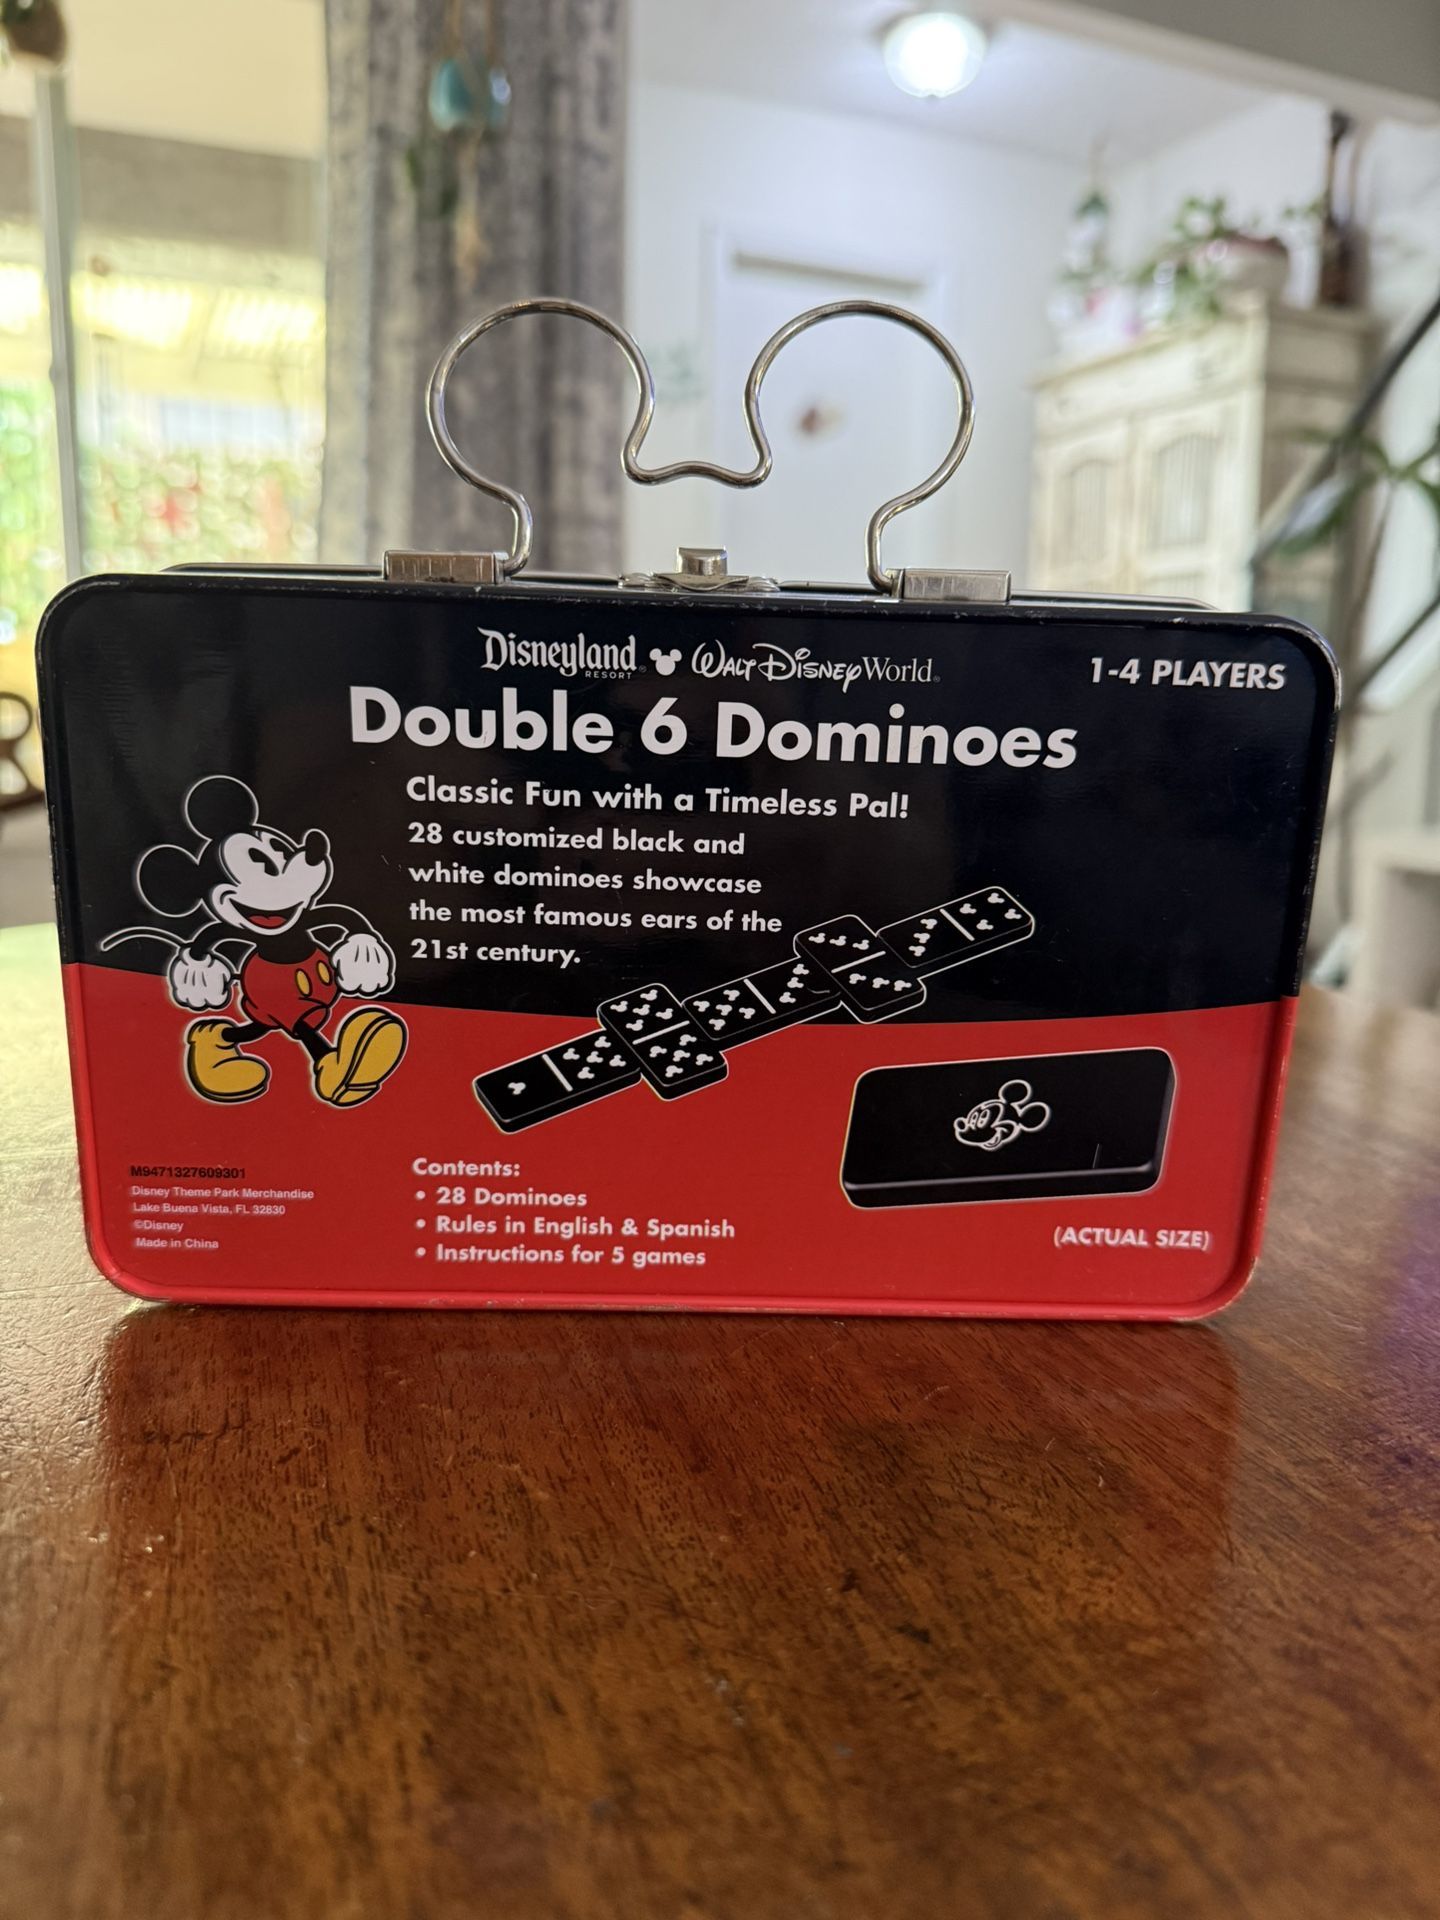 Disneyland RESORT® Walt Disney World®
1-4 PLAYERS
Double 6 Dominoes
Classic Fun with a Timeless Pal!
28 customized black and
white dominoes showcase
the most famous ears of the
21st century.
M9471327609301
Disney Theme Park Merchandise
Lake Buena Vista, FL 32830
©Disney
Made in China
Contents:
• 28 Dominoes
• Rules in English & Spanish
• Instructions for 5 games
(ACTUAL SIZE)